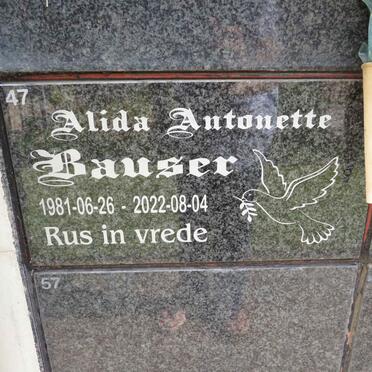 47
Alida Antonette
Bauser
1981-06-26 - 2022-08-04
Rus in vrede
57